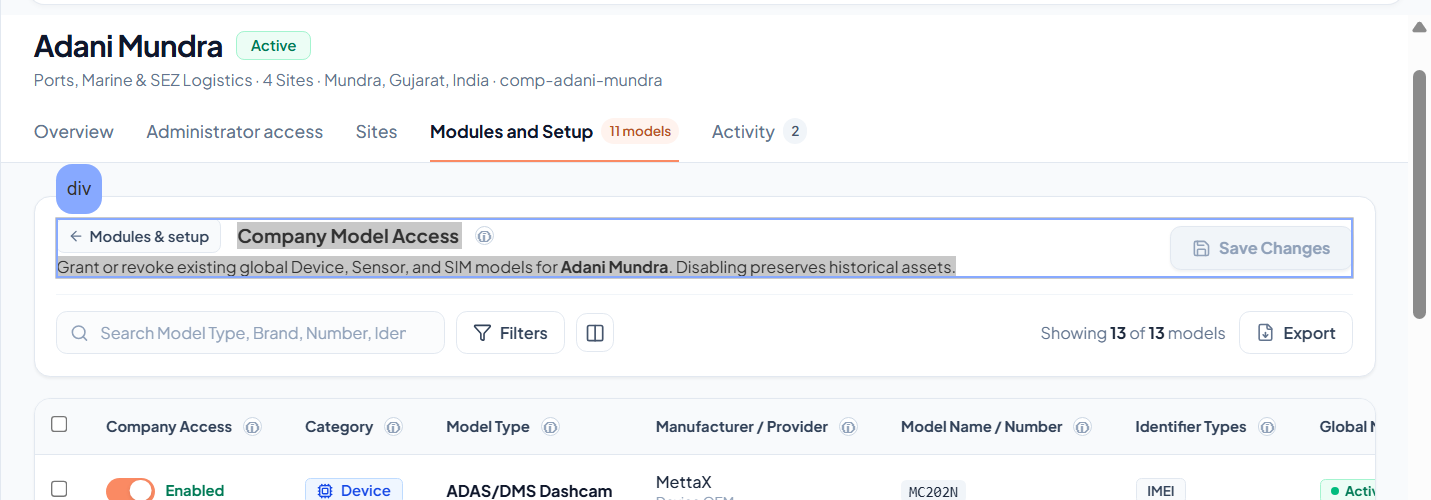 Adani Mundra Active
Ports, Marine & SEZ Logistics · 4 Sites · Mundra, Gujarat, India · comp-adani-mundra
Overview Administrator access Sites Modules and Setup 11 models Activity 2
div
Modules & setup Company Model Access
Save Changes
Grant or revoke existing global Device, Sensor, and SIM models for Adani Mundra. Disabling preserves historical assets.
Search Model Type, Brand, Number, Iden Filters Showing 13 of 13 models Export
Company Access Category Model Type Manufacturer / Provider Model Name / Number Identifier Types Global
Enabled Device ADAS/DMS Dashcam MettaX MC202N IMEI